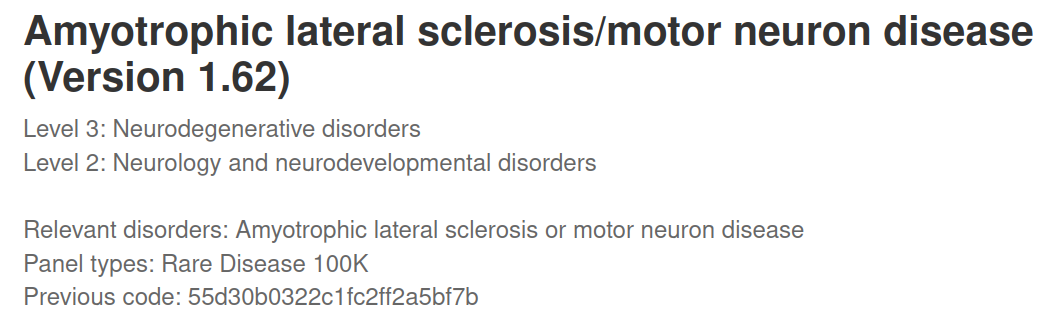 Amyotrophic lateral sclerosis/motor neuron disease
(Version 1.62)
Level 3: Neurodegenerative disorders
Level 2: Neurology and neurodevelopmental disorders
Relevant disorders: Amyotrophic lateral sclerosis or motor neuron disease
Panel types: Rare Disease 100K
Previous code: 55d30b0322c1fc2ff2a5bf7b